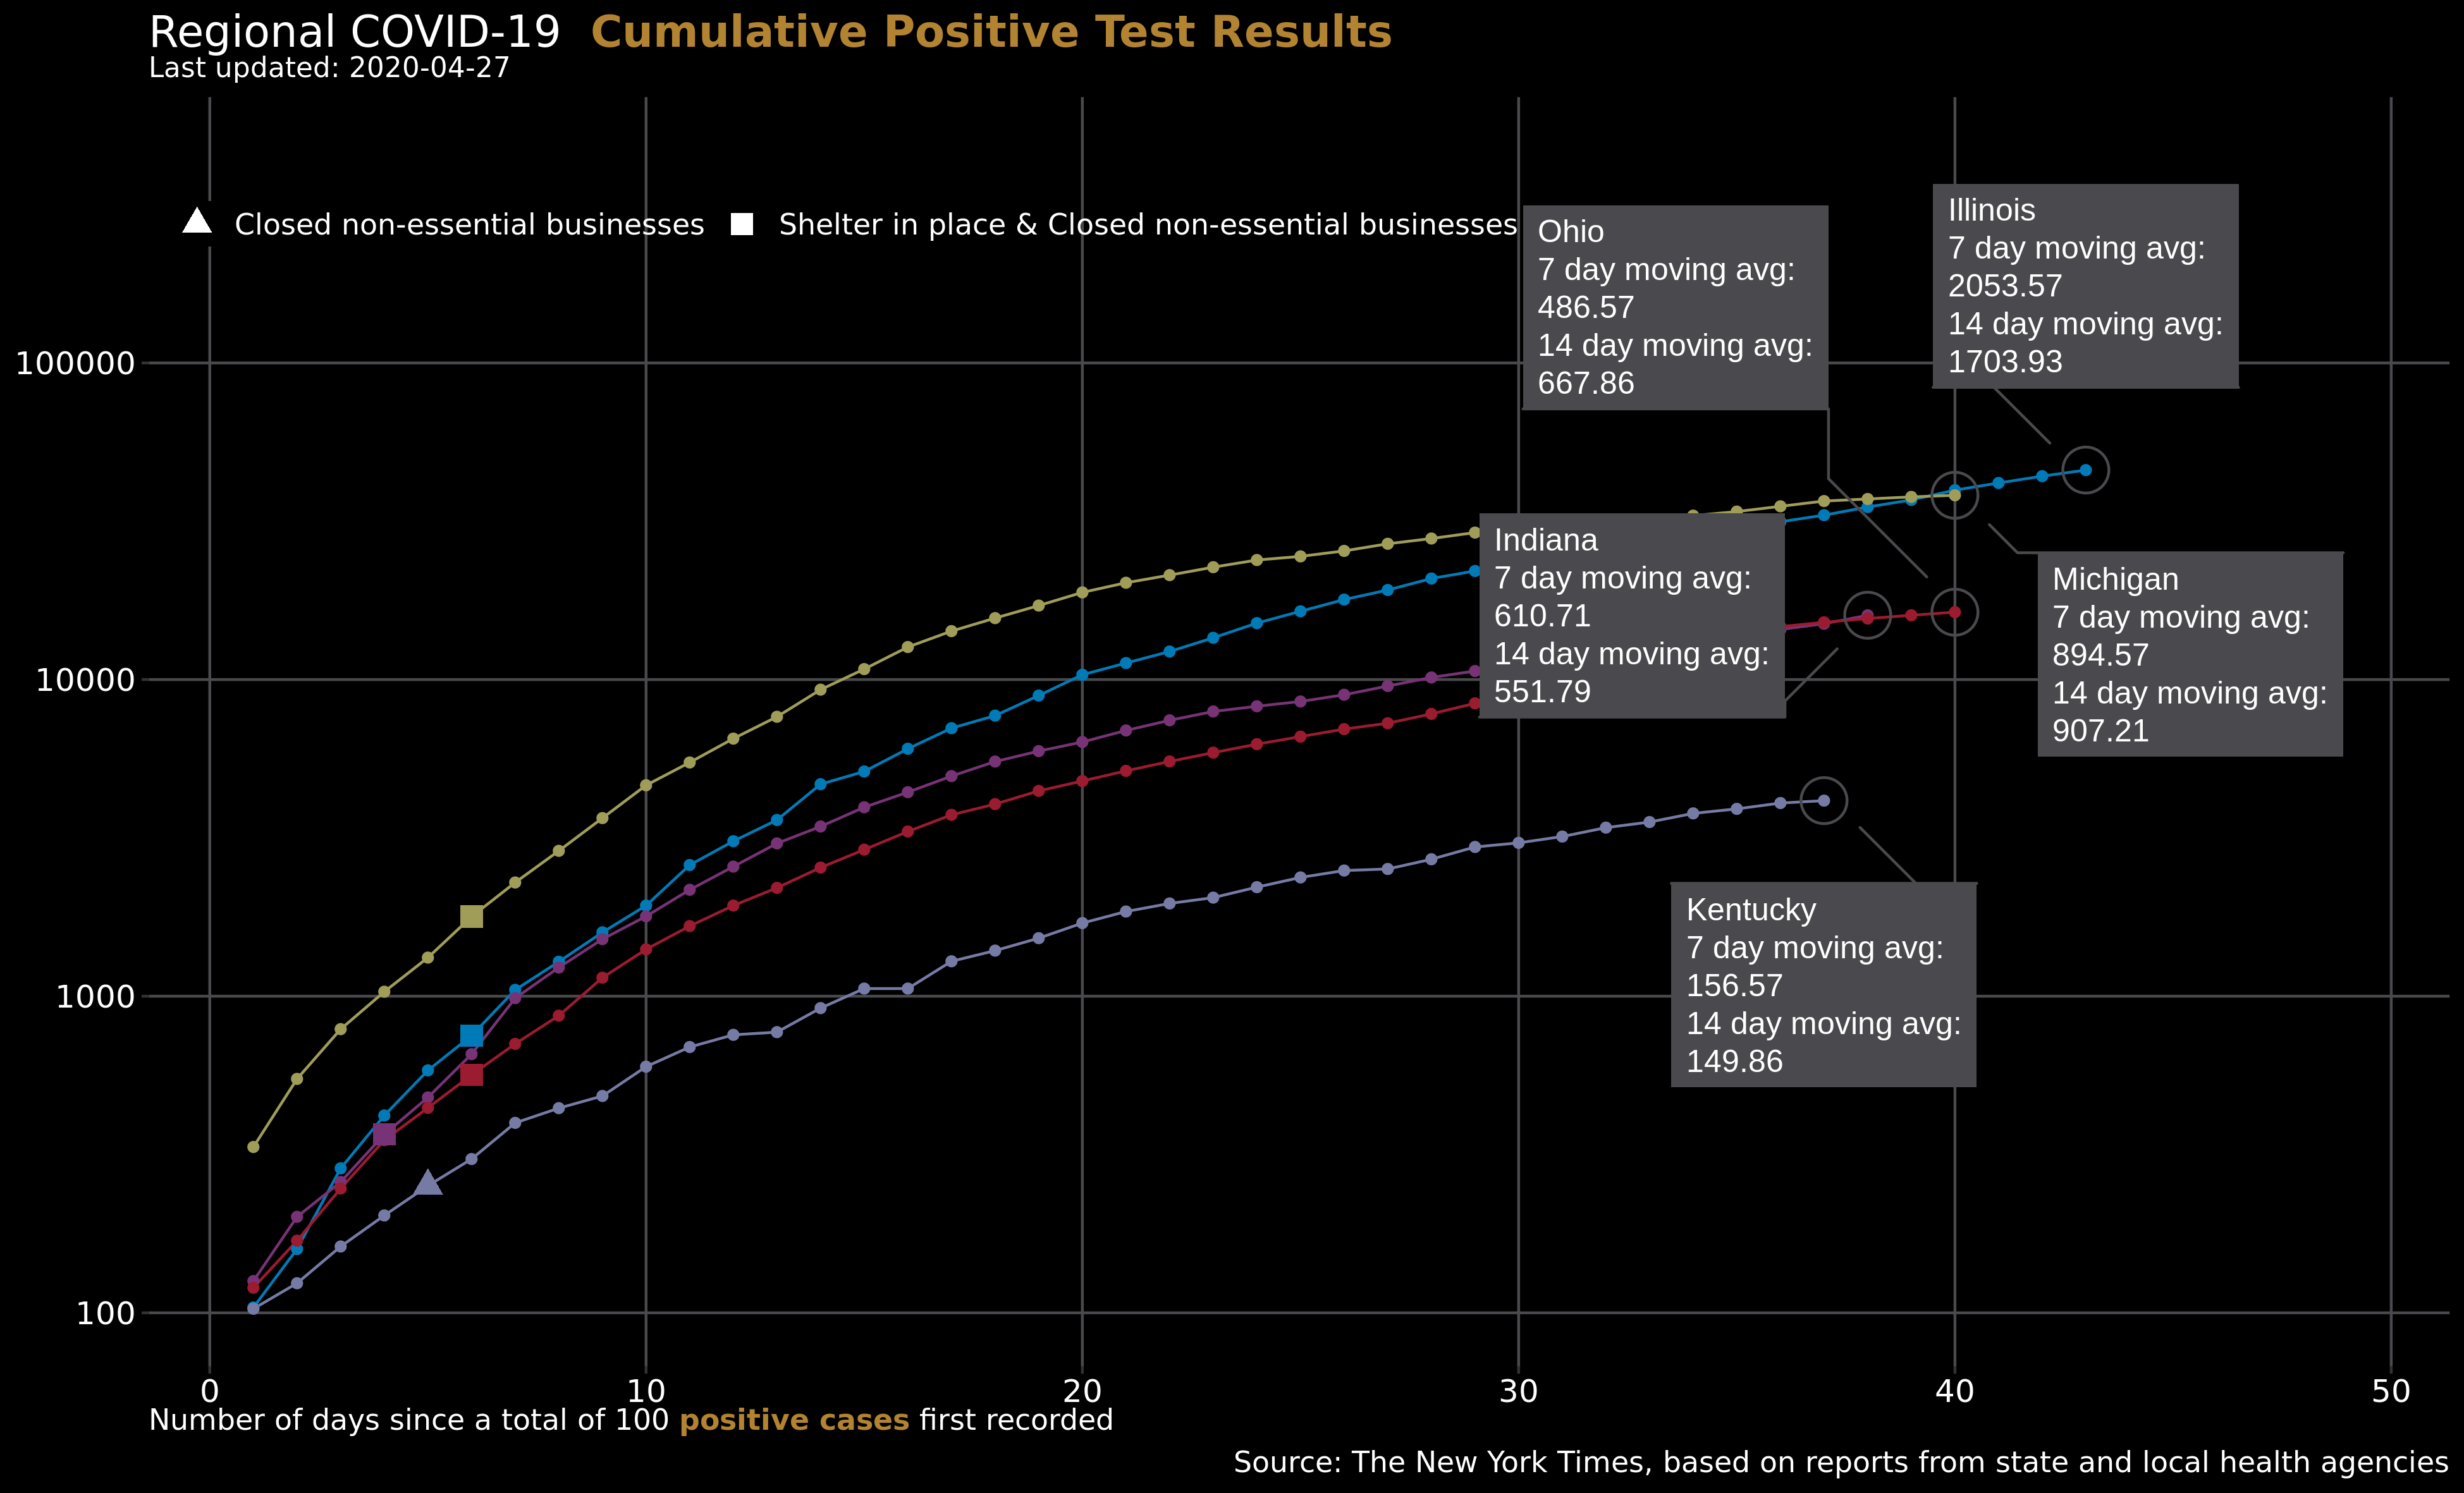 Regional COVID-19 Cumulative Positive Test Results
Last updated: 2020-04-27
Closed non-essential businesses
Shelter in place & Closed non-essential businesses
Ohio
7 day moving avg:
486.57
14 day moving avg:
667.86
Illinois
7 day moving avg:
2053.57
14 day moving avg:
1703.93
Indiana
7 day moving avg:
610.71
14 day moving avg:
551.79
Michigan
7 day moving avg:
894.57
14 day moving avg:
907.21
Kentucky
7 day moving avg:
156.57
14 day moving avg:
149.86
100000
10000
1000
100
0 10 20 30 40 50
Number of days since a total of 100 positive cases first recorded
Source: The New York Times, based on reports from state and local health agencies